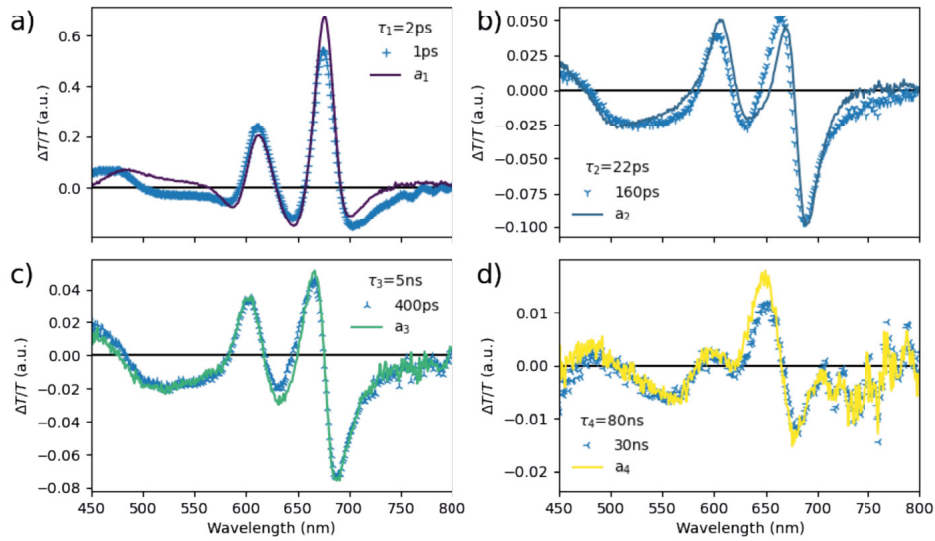 a)
ΔT/T (a.u.)
0.6
0.4
0.2
0.0
τ₁=2ps
1ps
a₁
b)
ΔT/T (a.u.)
0.050
0.025
0.000
−0.025
−0.050
−0.075
−0.100
τ₂=22ps
160ps
a₂
c)
ΔT/T (a.u.)
0.04
0.02
0.00
−0.02
−0.04
−0.06
−0.08
τ₃=5ns
400ps
a₃
450 500 550 600 650 700 750 800
Wavelength (nm)
d)
ΔT/T (a.u.)
0.01
0.00
−0.01
−0.02
τ₄=80ns
30ns
a₄
450 500 550 600 650 700 750 800
Wavelength (nm)